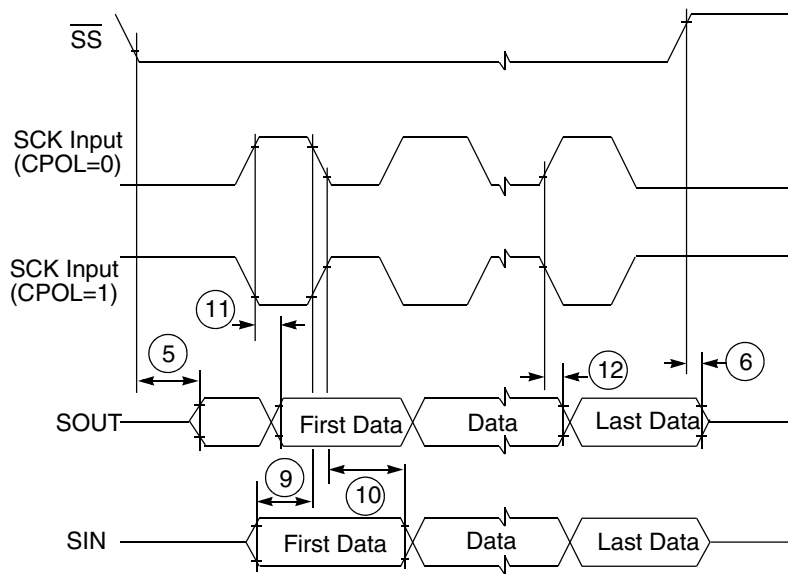 SS
SCK Input
(CPOL=0)
SCK Input
(CPOL=1)
11
5
12
6
SOUT
First Data
Data
Last Data
9
10
SIN
First Data
Data
Last Data